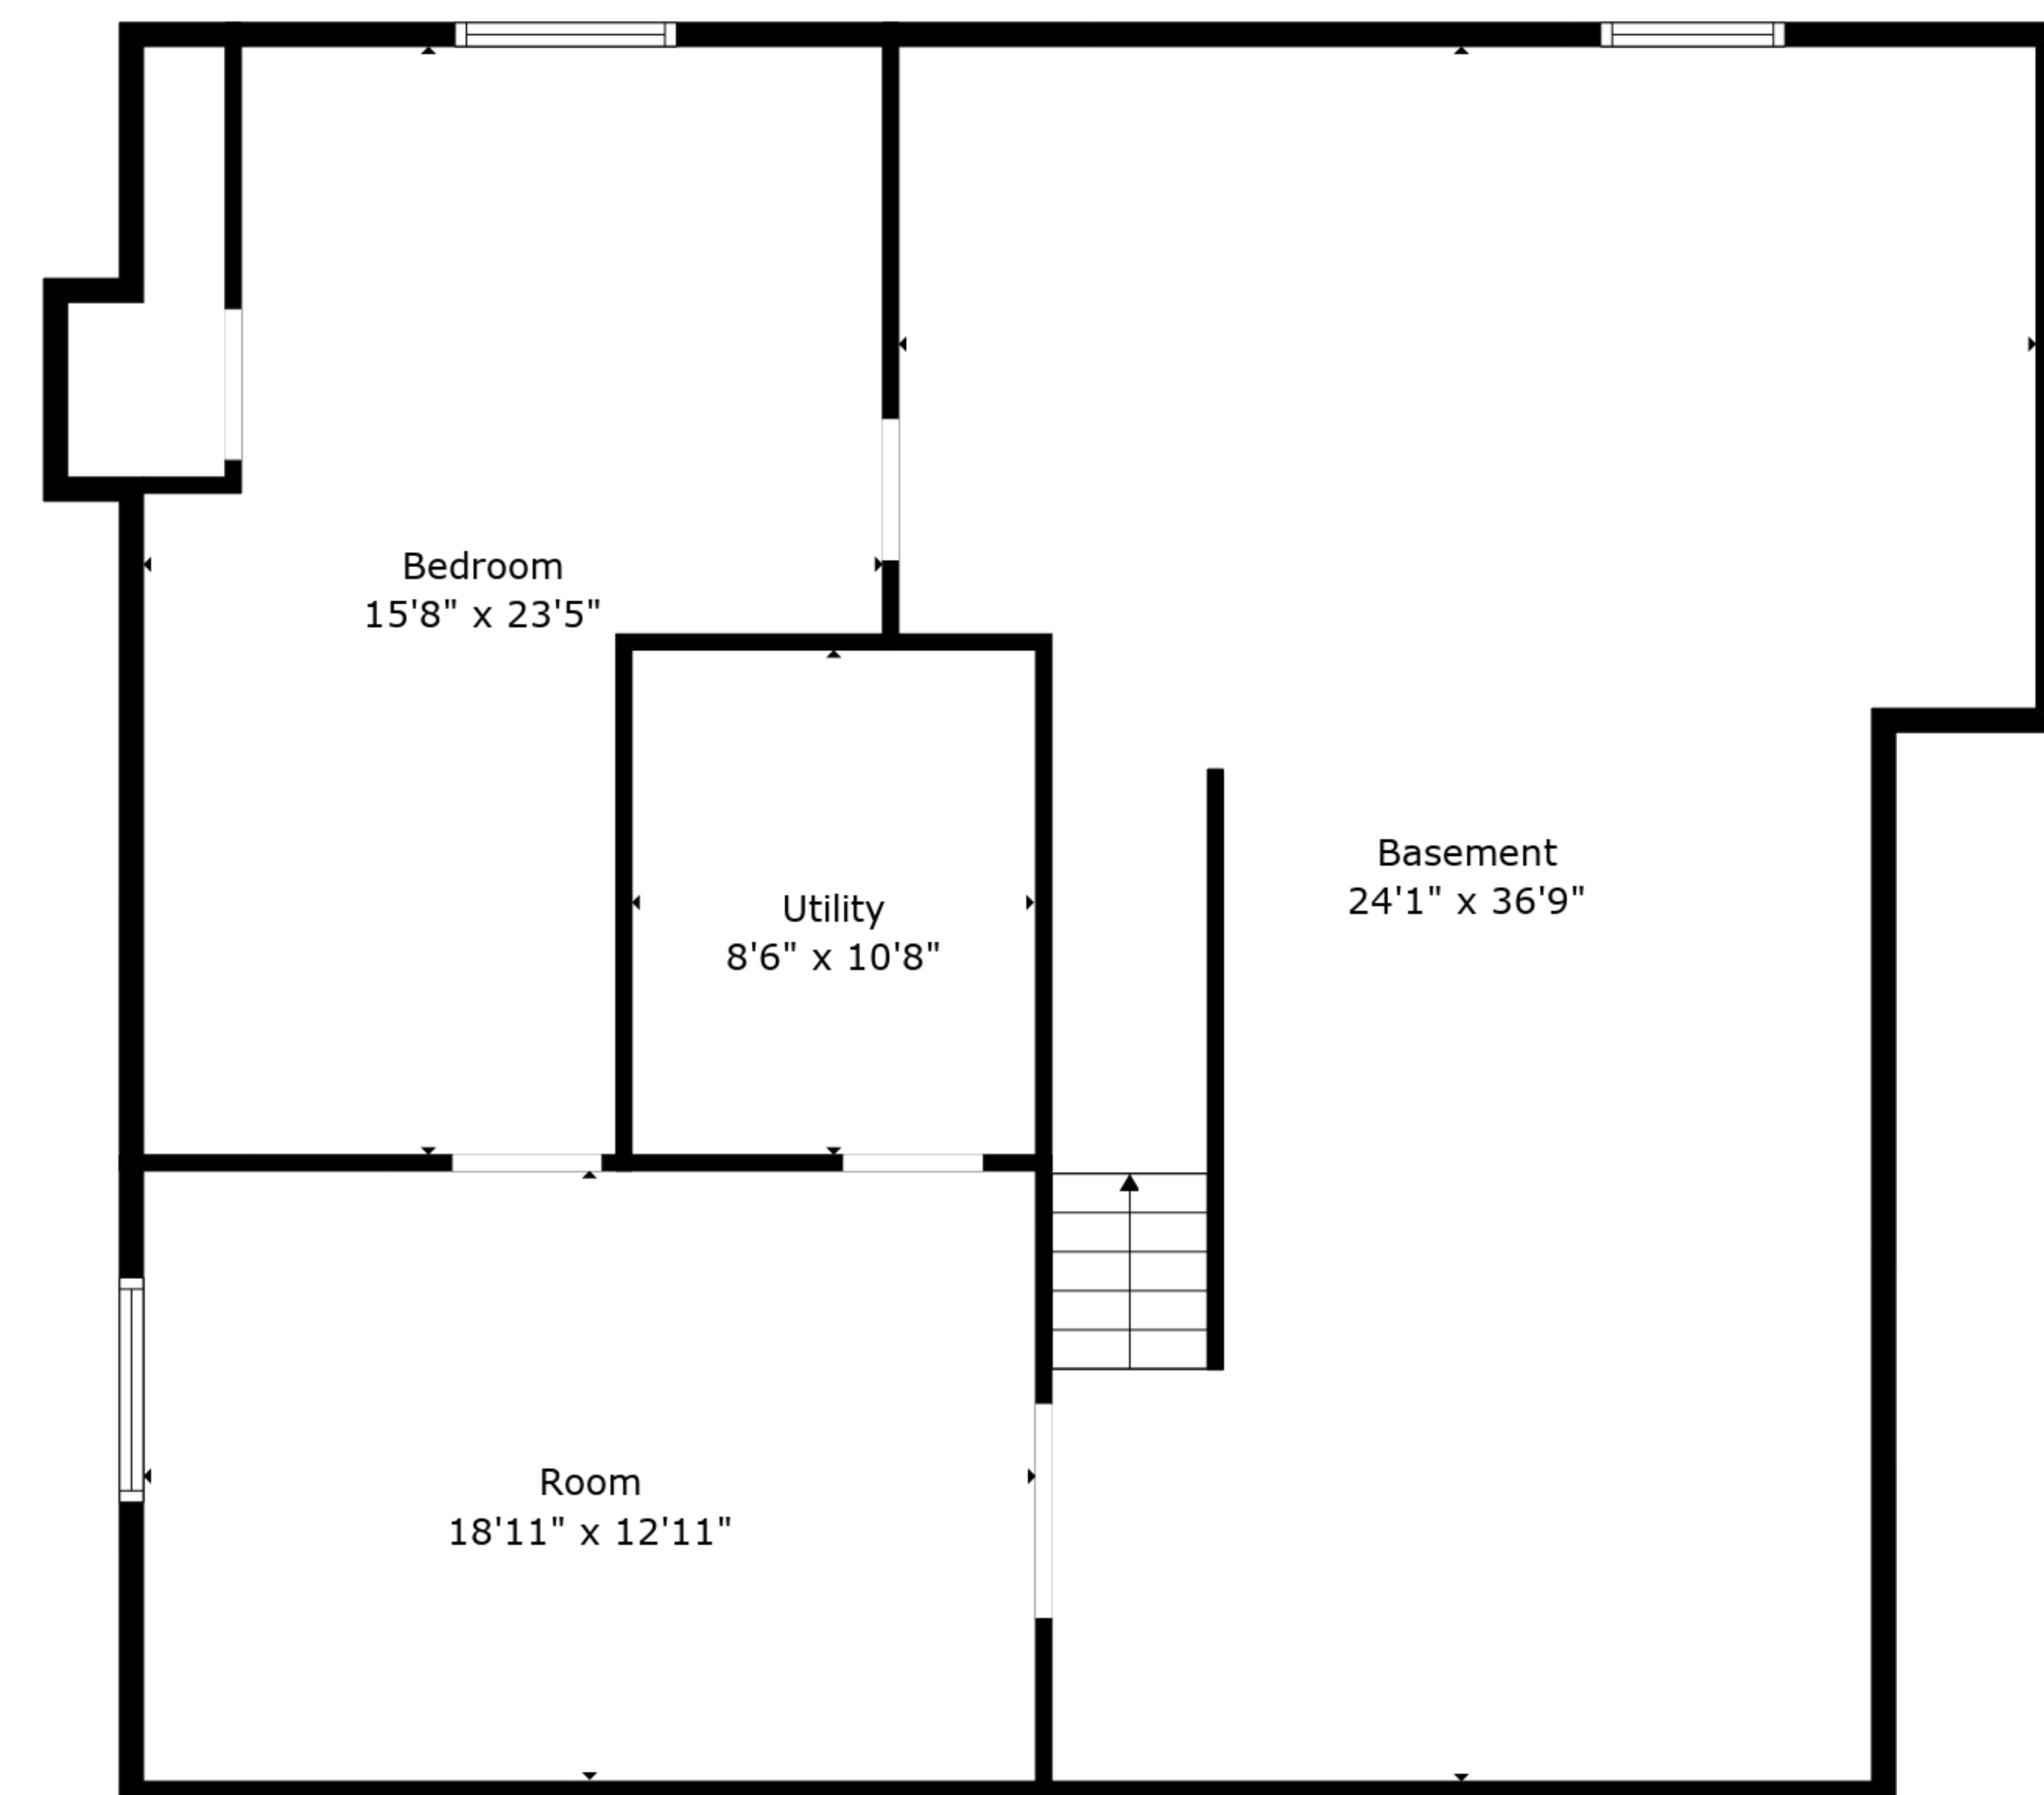 Bedroom
15'8" x 23'5"
Basement
24'1" x 36'9"
Utility
8'6" x 10'8"
Room
18'11" x 12'11"